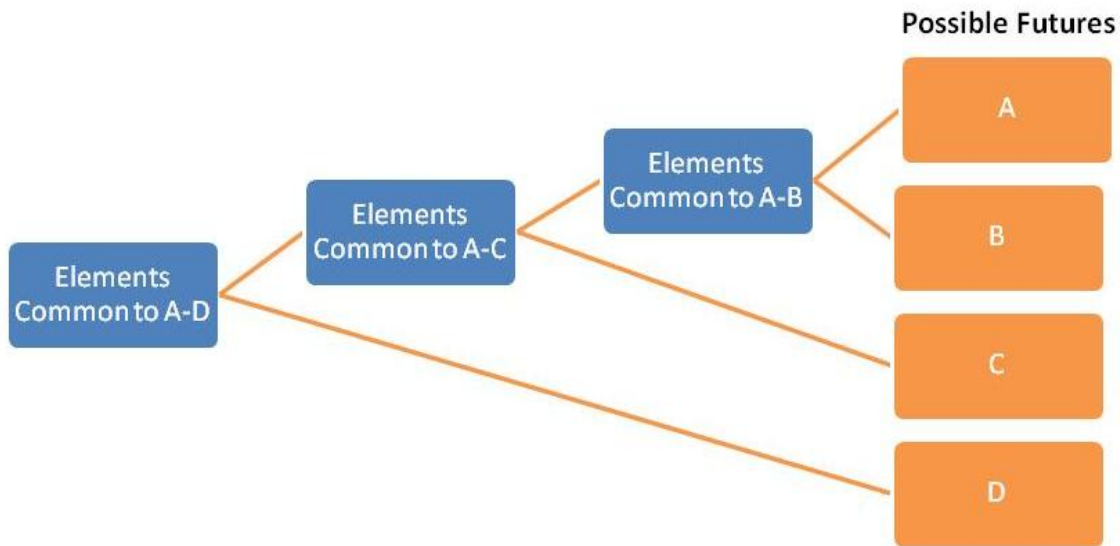 Possible Futures
A
Elements
Common to A-B
B
Elements
Common to A-C
Elements
Common to A-D
C
D